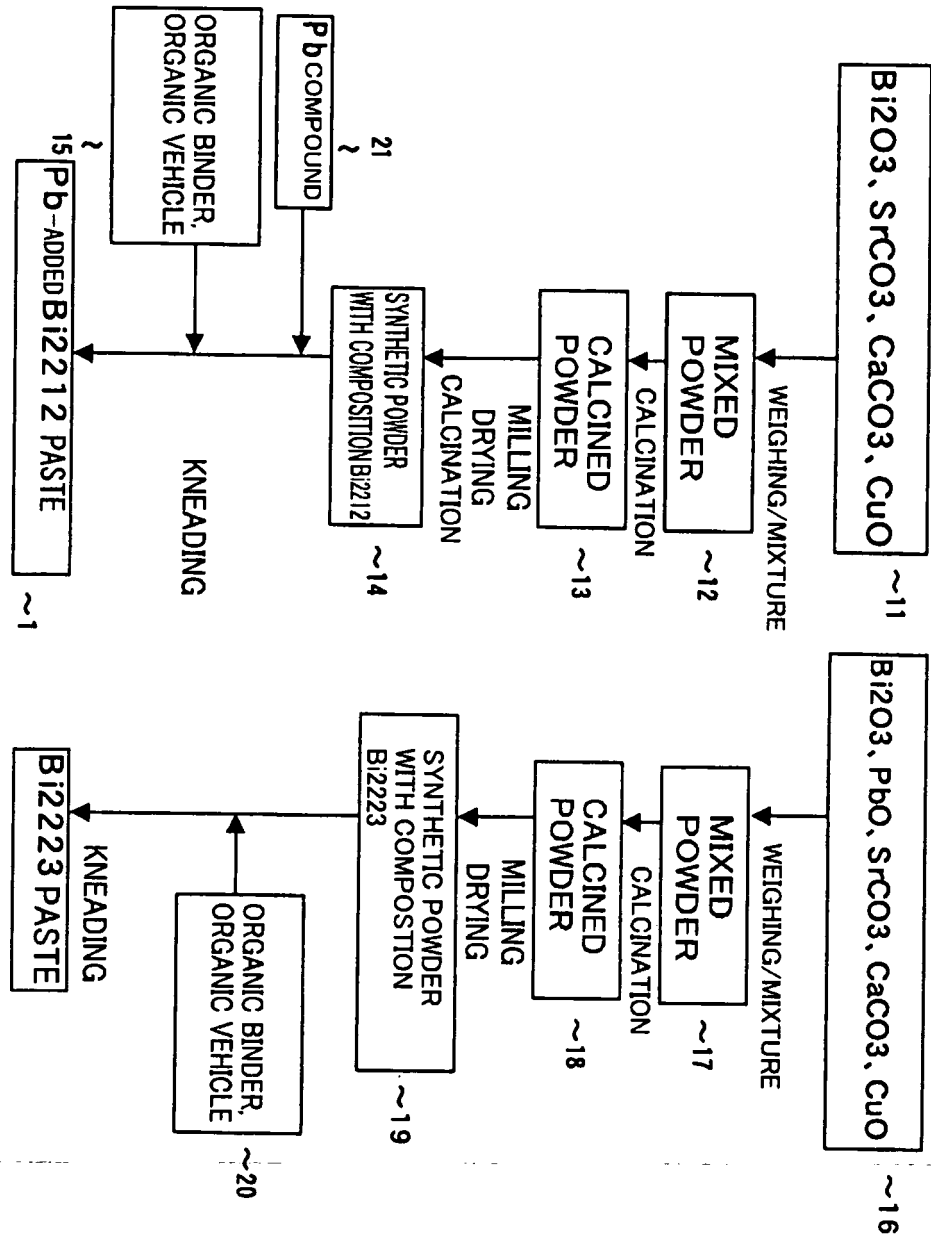 Bi2O3、SrCO3、CaCO3、CuO ~11
WEIGHING/MIXTURE
MIXED
POWDER
~12
CALCINATION
CALCINED
POWDER
~13
MILLING
DRYING
CALCINATION
SYNTHETIC POWDER
WITH COMPOSITION Bi2212
~14
21
~
Pb COMPOUND
ORGANIC BINDER,
ORGANIC VEHICLE
~
15
KNEADING
Pb-ADDED Bi2212 PASTE ~1
Bi2O3、PbO、SrCO3、CaCO3、CuO ~16
WEIGHING/MIXTURE
MIXED
POWDER
~17
CALCINATION
CALCINED
POWDER
~18
MILLING
DRYING
SYNTHETIC POWDER
WITH COMPOSTION
Bi2223
~19
ORGANIC BINDER,
ORGANIC VEHICLE
~20
KNEADING
Bi2223 PASTE